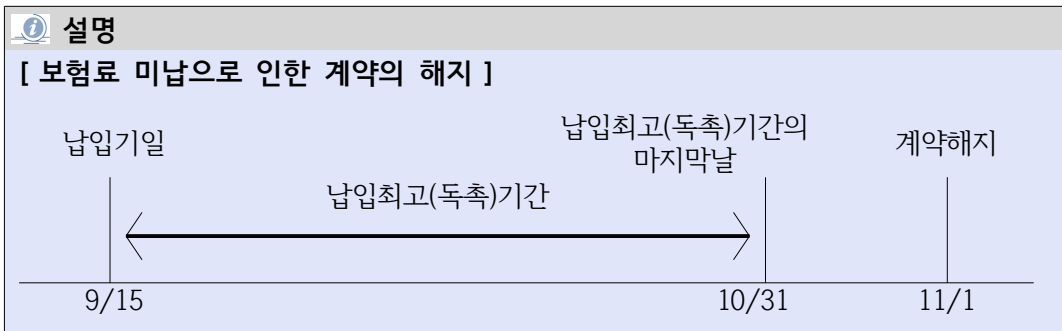 설명
[ 보험료 미납으로 인한 계약의 해지 ]
납입기일
납입최고(독촉)기간의
마지막날
계약해지
납입최고(독촉)기간
9/15
10/31
11/1